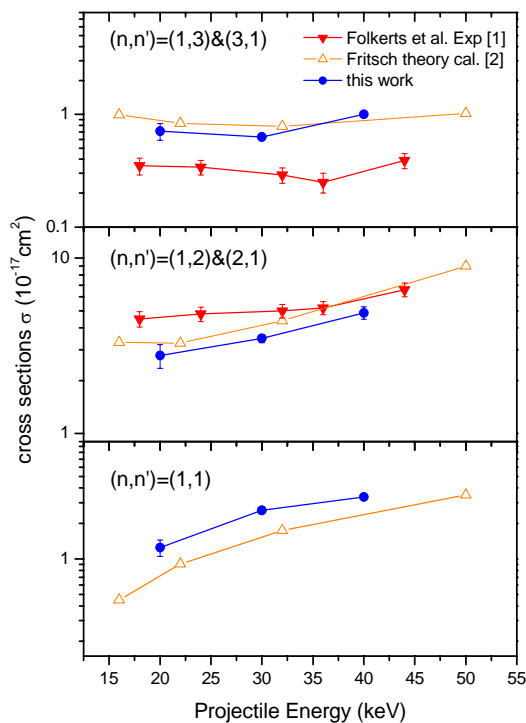 (n,n')=(1,3)&(3,1)
Folkerts et al. Exp [1]
Fritsch theory cal. [2]
this work
1
0.1
(n,n')=(1,2)&(2,1)
10
1
(n,n')=(1,1)
1
cross sections σ (10⁻¹⁷cm²)
15 20 25 30 35 40 45 50 55
Projectile Energy (keV)